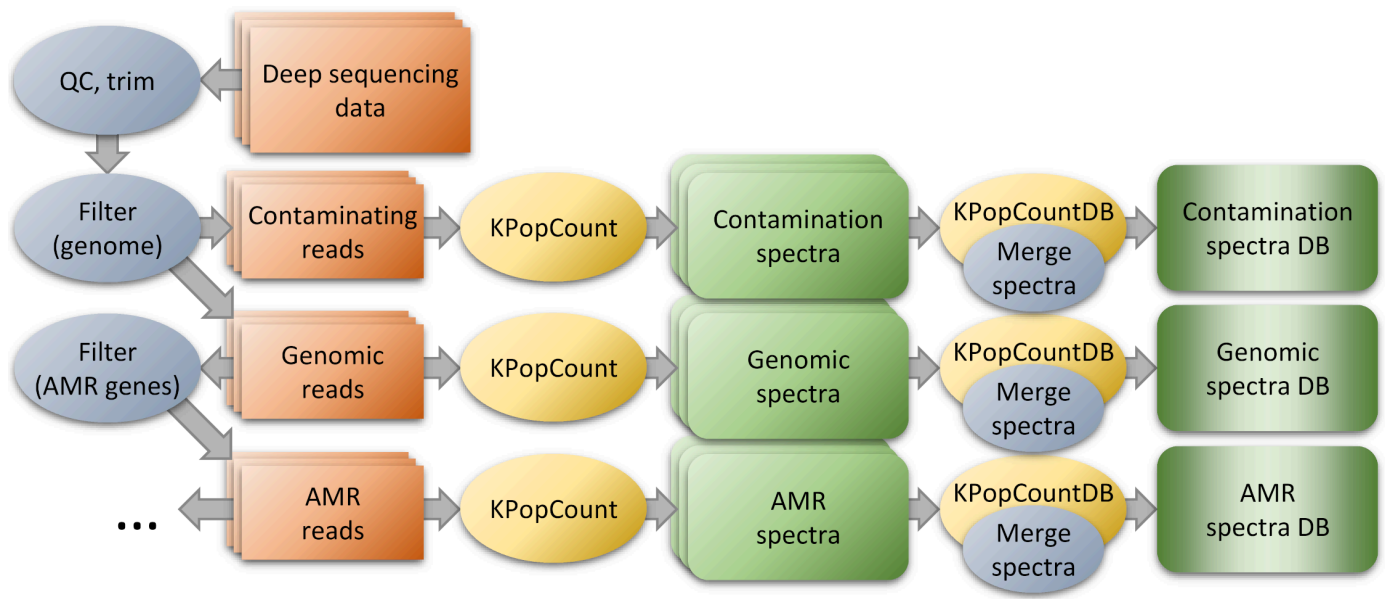 QC, trim
Deep sequencing
data
Filter
(genome)
Contaminating
reads
KPopCount
Contamination
spectra
KPopCountDB
Merge
spectra
Contamination
spectra DB
Filter
(AMR genes)
Genomic
reads
KPopCount
Genomic
spectra
KPopCountDB
Merge
spectra
Genomic
spectra DB
...
AMR
reads
KPopCount
AMR
spectra
KPopCountDB
Merge
spectra
AMR
spectra DB